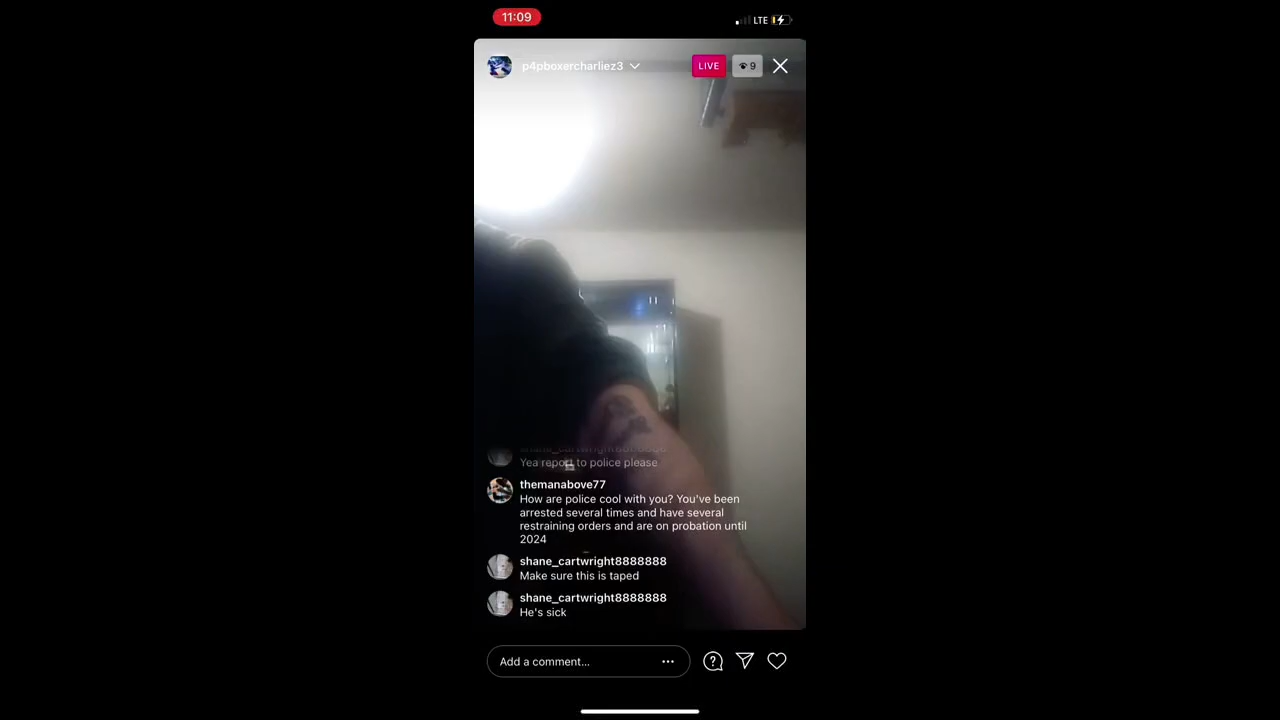 11:09
LTE
p4pboxercharliez3
LIVE
9
shane_cartwright8888888
Yea report to police please
themanabove77
How are police cool with you? You've been
arrested several times and have several
restraining orders and are on probation until
2024
shane_cartwright8888888
Make sure this is taped
shane_cartwright8888888
He's sick
Add a comment...